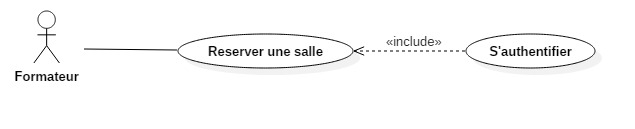 «include»
Reserver une salle
S'authentifier
Formateur